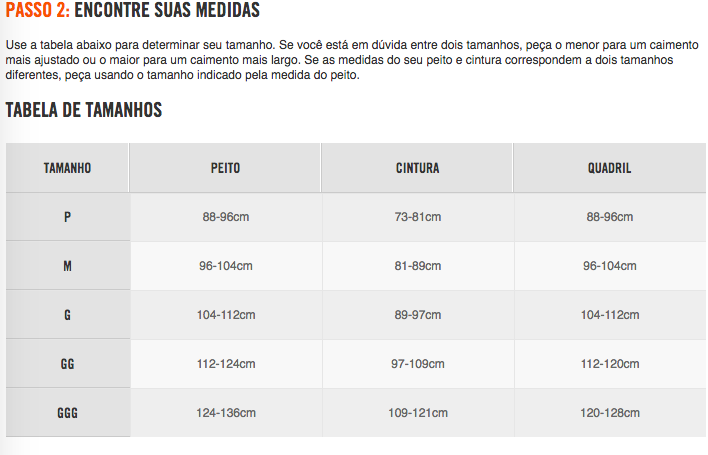 PASSO 2: ENCONTRE SUAS MEDIDAS
Use a tabela abaixo para determinar seu tamanho. Se você está em dúvida entre dois tamanhos, peça o menor para um caimento
mais ajustado ou o maior para um caimento mais largo. Se as medidas do seu peito e cintura correspondem a dois tamanhos
diferentes, peça usando o tamanho indicado pela medida do peito.
TABELA DE TAMANHOS
TAMANHO PEITO CINTURA QUADRIL
P 88-96cm 73-81cm 88-96cm
M 96-104cm 81-89cm 96-104cm
G 104-112cm 89-97cm 104-112cm
GG 112-124cm 97-109cm 112-120cm
GGG 124-136cm 109-121cm 120-128cm